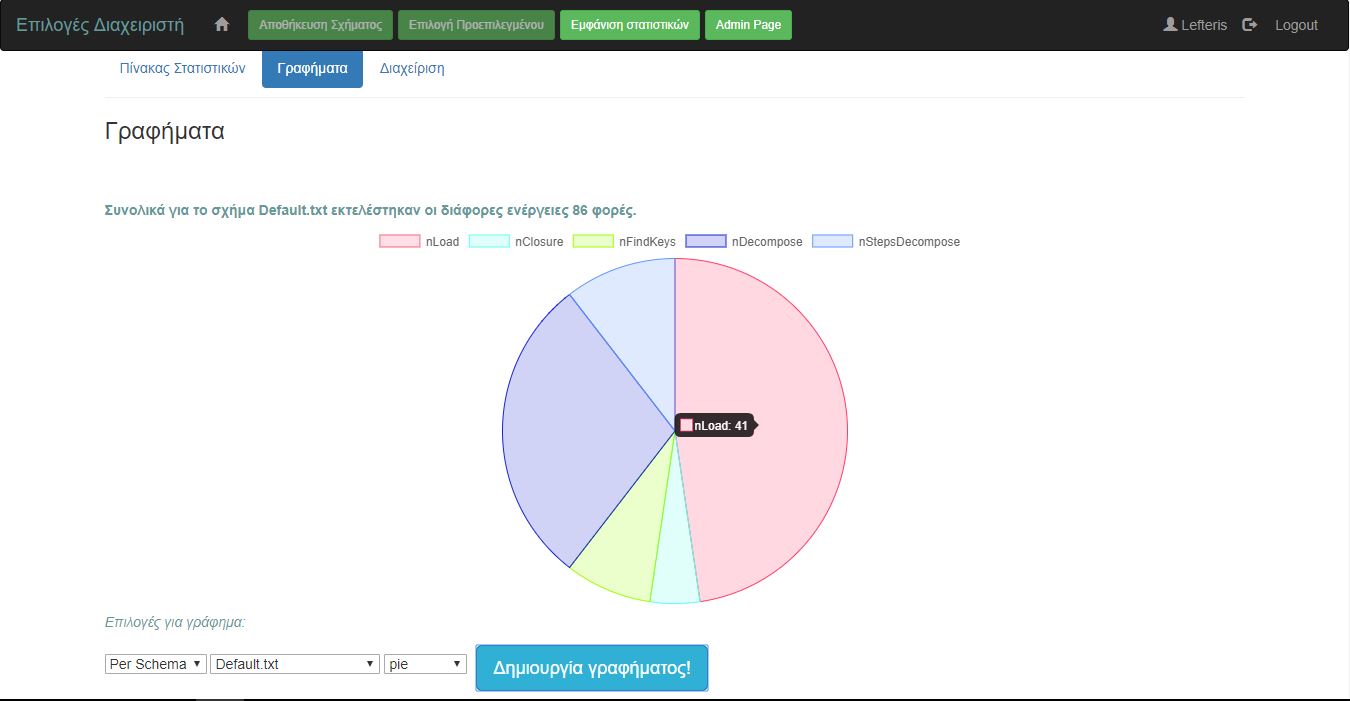 Επιλογές Διαχειριστή Αποθήκευση Σχήματος Επιλογή Προεπιλεγμένου Εμφάνιση στατιστικών Admin Page Lefteris Logout
Πίνακας Στατιστικών Γραφήματα Διαχείριση
Γραφήματα
Συνολικά για το σχήμα Default.txt εκτελέστηκαν οι διάφορες ενέργειες 86 φορές.
nLoad nClosure nFindKeys nDecompose nStepsDecompose
nLoad: 41
Επιλογές για γράφημα:
Per Schema Default.txt pie Δημιουργία γραφήματος!